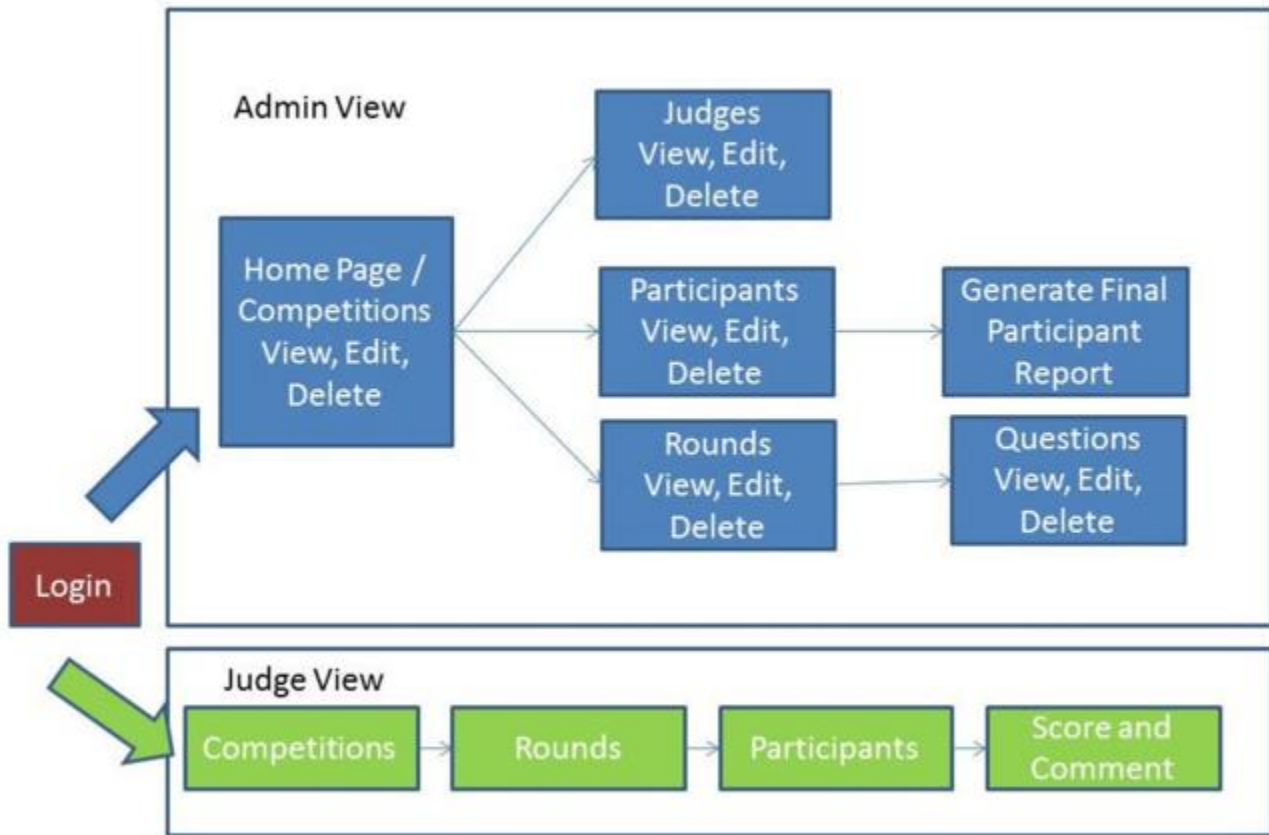 Admin View
Judges
View, Edit,
Delete
Home Page /
Competitions
View, Edit,
Delete
Participants
View, Edit,
Delete
Generate Final
Participant
Report
Rounds
View, Edit,
Delete
Questions
View, Edit,
Delete
Login
Judge View
Competitions
Rounds
Participants
Score and
Comment